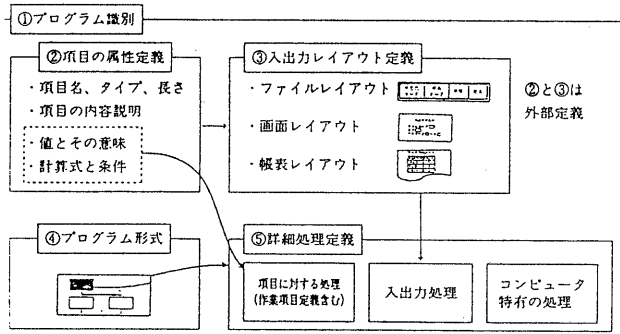 ①プログラム識別
②項目の属性定義
・項目名、タイプ、長さ
・項目の内容説明
・値とその意味
・計算式と条件
③入出力レイアウト定義
・ファイルレイアウト
・画面レイアウト
・帳表レイアウト
②と③は
外部定義
④プログラム形式
⑤詳細処理定義
項目に対する処理
(作業項目定義含む)
入出力処理
コンピュータ
特有の処理